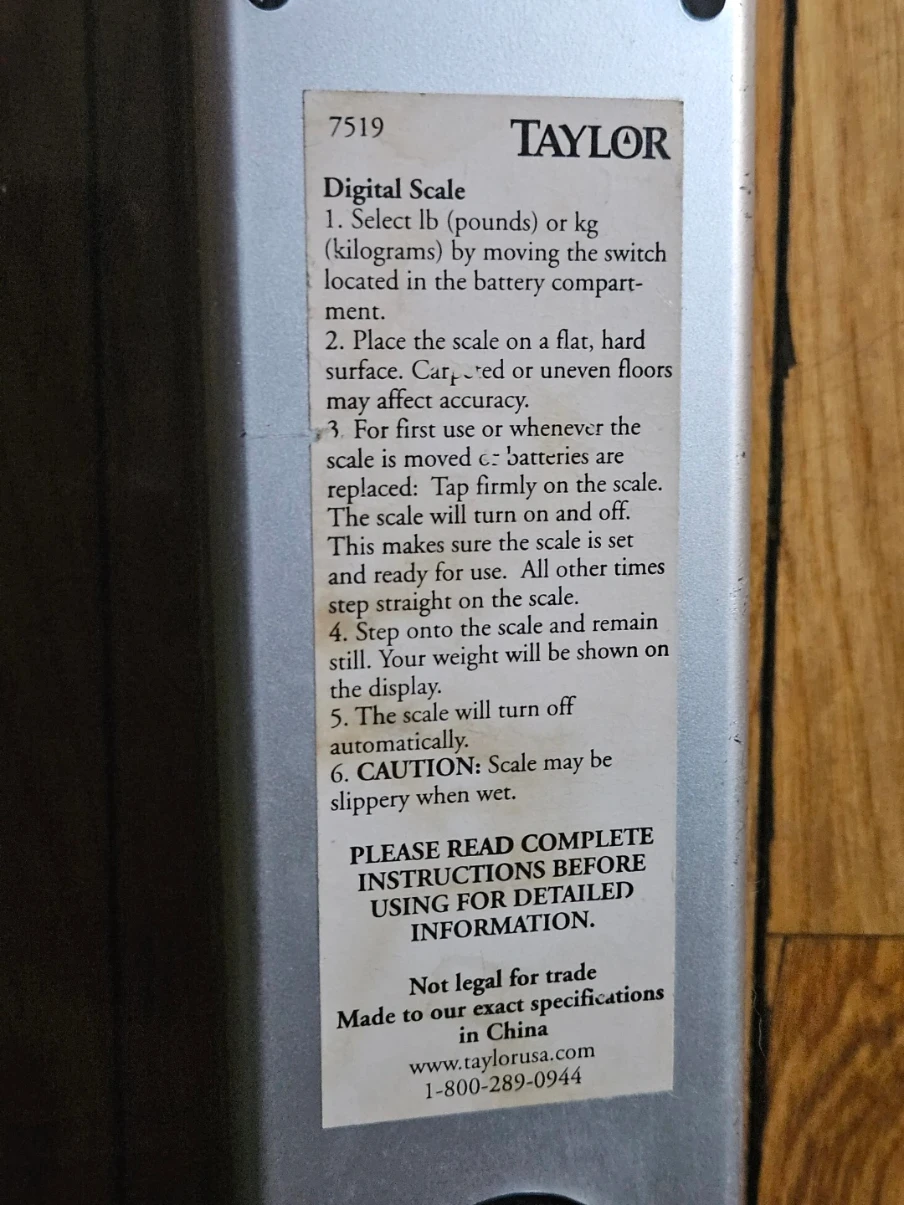 7519 TAYLOR
Digital Scale
1. Select lb (pounds) or kg
(kilograms) by moving the switch
located in the battery compart-
ment.
2. Place the scale on a flat, hard
surface. Carpeted or uneven floors
may affect accuracy.
3. For first use or whenever the
scale is moved or batteries are
replaced: Tap firmly on the scale.
The scale will turn on and off.
This makes sure the scale is set
and ready for use. All other times
step straight on the scale.
4. Step onto the scale and remain
still. Your weight will be shown on
the display.
5. The scale will turn off
automatically.
6. CAUTION: Scale may be
slippery when wet.
PLEASE READ COMPLETE
INSTRUCTIONS BEFORE
USING FOR DETAILED
INFORMATION.
Not legal for trade
Made to our exact specifications
in China
www.taylorusa.com
1-800-289-0944